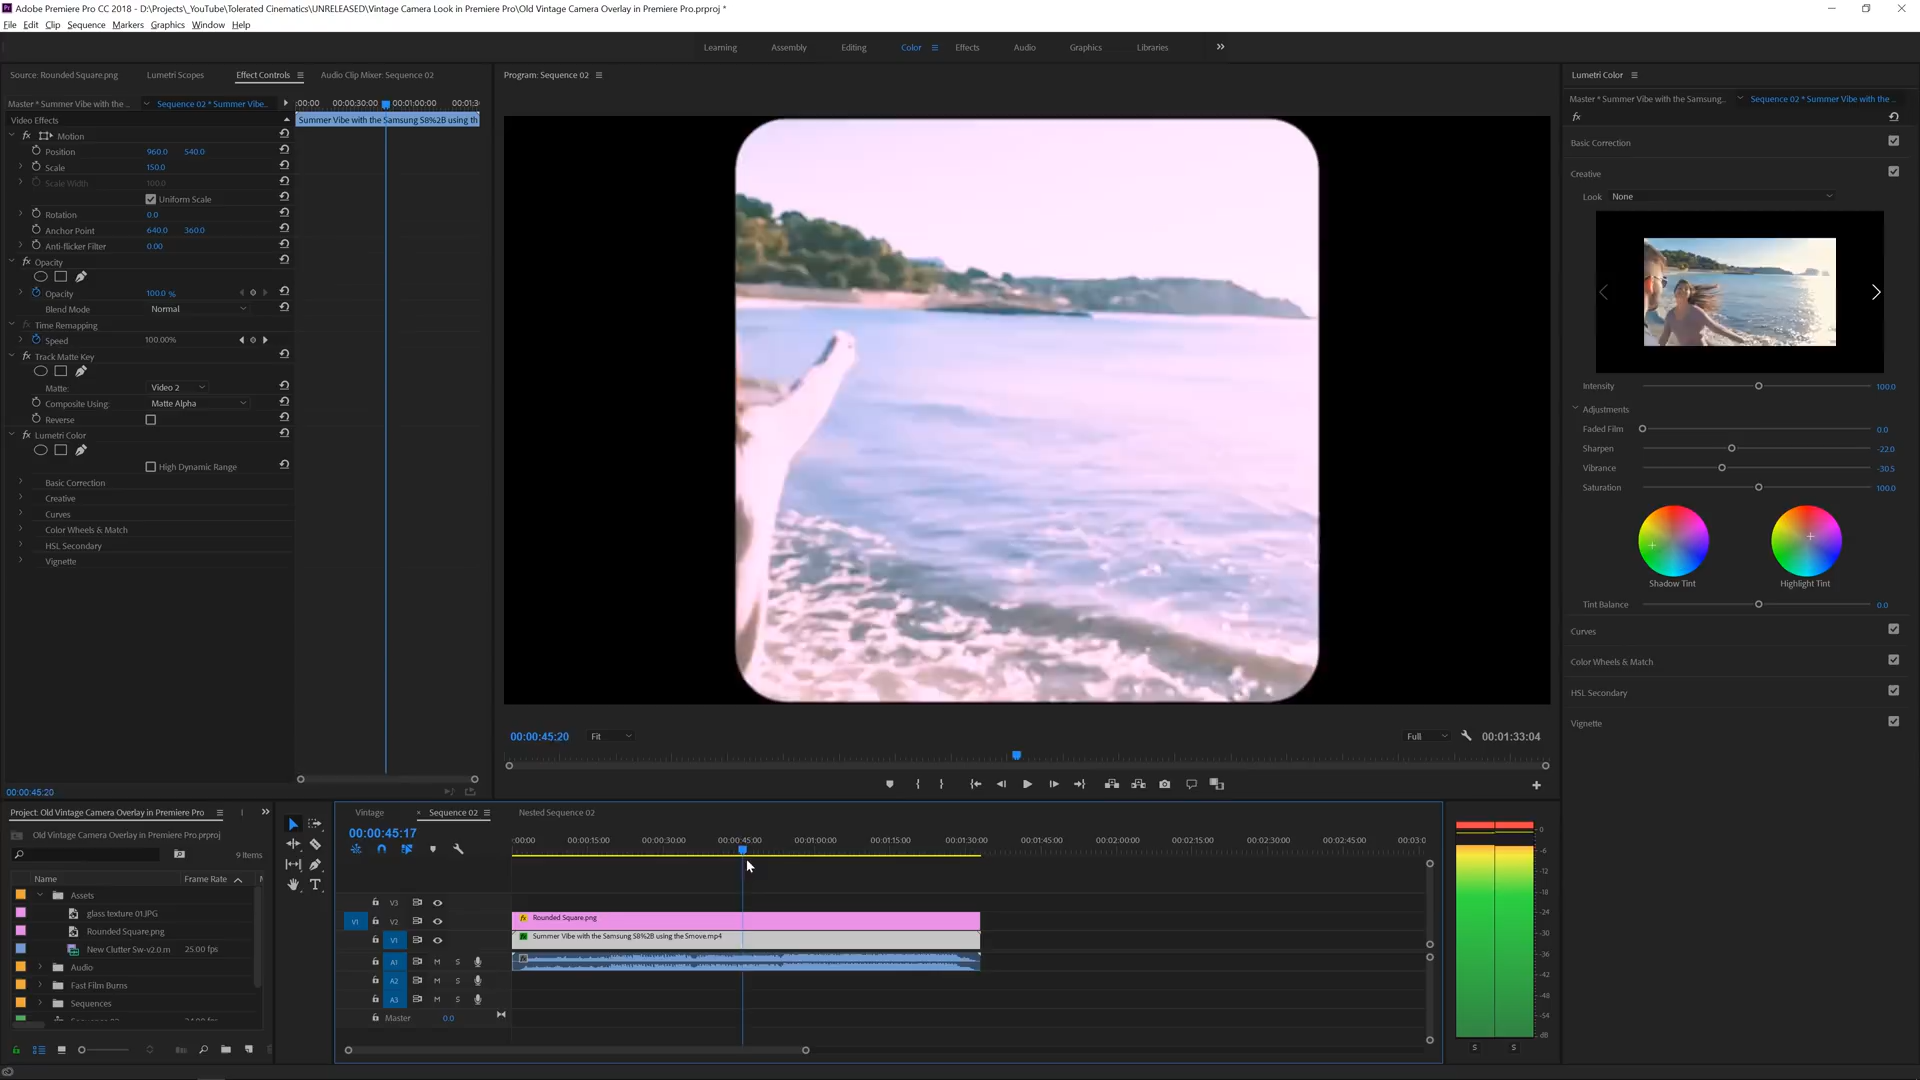 Adobe Premiere Pro CC 2018 - D:\Projects\_YouTube\Tolerated Cinematics\UNRELEASED\Vintage Camera Look in Premiere Pro\Old Vintage Camera Overlay in Premiere Pro.prproj *
File Edit Clip Sequence Markers Graphics Window Help
Learning Assembly Editing Color Effects Audio Graphics Libraries
Source: Rounded Square.png Lumetri Scopes Effect Controls Audio Clip Mixer: Sequence 02
Program: Sequence 02
Lumetri Color
Master * Summer Vibe with the ... Sequence 02 * Summer Vibe...
:00:00 00:00:30:00 00:01:00:00 00:01:3
Master * Summer Vibe with the Samsung... Sequence 02 * Summer Vibe with the ...
Video Effects
Summer Vibe with the Samsung S8%2B using th
fx
fx Motion
Position 960.0 540.0
Scale 150.0
Scale Width 100.0
Uniform Scale
Rotation 0.0
Anchor Point 640.0 360.0
Anti-flicker Filter 0.00
fx Opacity
Opacity 100.0 %
Blend Mode Normal
fx Time Remapping
Speed 100.00%
fx Track Matte Key
Matte: Video 2
Composite Using: Matte Alpha
Reverse
fx Lumetri Color
High Dynamic Range
Basic Correction
Creative
Curves
Color Wheels & Match
HSL Secondary
Vignette
Basic Correction
Creative
Look None
Intensity 100.0
Adjustments
Faded Film 0.0
Sharpen -22.0
Vibrance -30.5
Saturation 100.0
Shadow Tint Highlight Tint
Tint Balance 0.0
Curves
Color Wheels & Match
HSL Secondary
Vignette
00:00:45:20 Fit Full 00:01:33:04
00:00:45:20
Project: Old Vintage Camera Overlay in Premiere Pro
Old Vintage Camera Overlay in Premiere Pro.prproj
9 Items
Name Frame Rate
Assets
glass texture 01.JPG
Rounded Square.png
New Clutter Sw-v2.0.m 25.00 fps
Audio
Fast Film Burns
Sequences
Vintage × Sequence 02 Nested Sequence 02
00:00:45:17
:00:00 00:00:15:00 00:00:30:00 00:00:45:00 00:01:00:00 00:01:15:00 00:01:30:00 00:01:45:00 00:02:00:00 00:02:15:00 00:02:30:00 00:02:45:00 00:03:0
V3
V1 V2 Rounded Square.png
V1 Summer Vibe with the Samsung S8%2B using the Smove.mp4
A1 M S
A2 M S
A3 M S
Master 0.0
0
-6
-12
-18
-24
-30
-36
-42
-48
-54
dB
S S